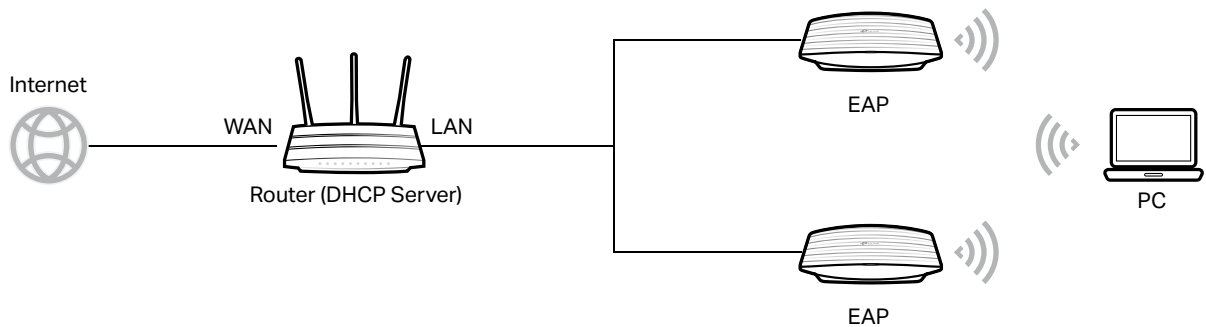 Internet
WAN
LAN
Router (DHCP Server)
EAP
EAP
PC